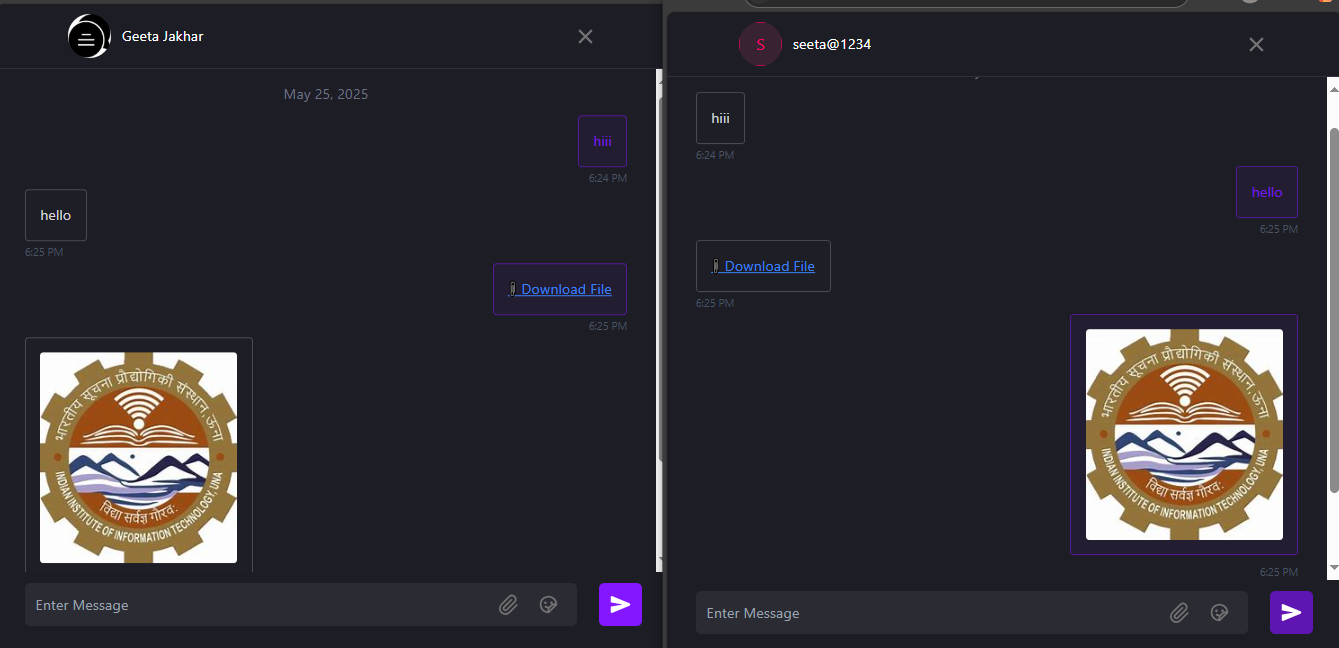 Geeta Jakhar
May 25, 2025
hiii
6:24 PM
hello
6:25 PM
Download File
6:25 PM
भारतीय सूचना प्रौद्योगिकी संस्थान, ऊना
विद्या सर्वज्ञ गौरव:
INDIAN INSTITUTE OF INFORMATION TECHNOLOGY, UNA
Enter Message
S
seeta@1234
hiii
6:24 PM
hello
6:25 PM
Download File
6:25 PM
भारतीय सूचना प्रौद्योगिकी संस्थान, ऊना
विद्या सर्वज्ञ गौरव:
INDIAN INSTITUTE OF INFORMATION TECHNOLOGY, UNA
6:25 PM
Enter Message